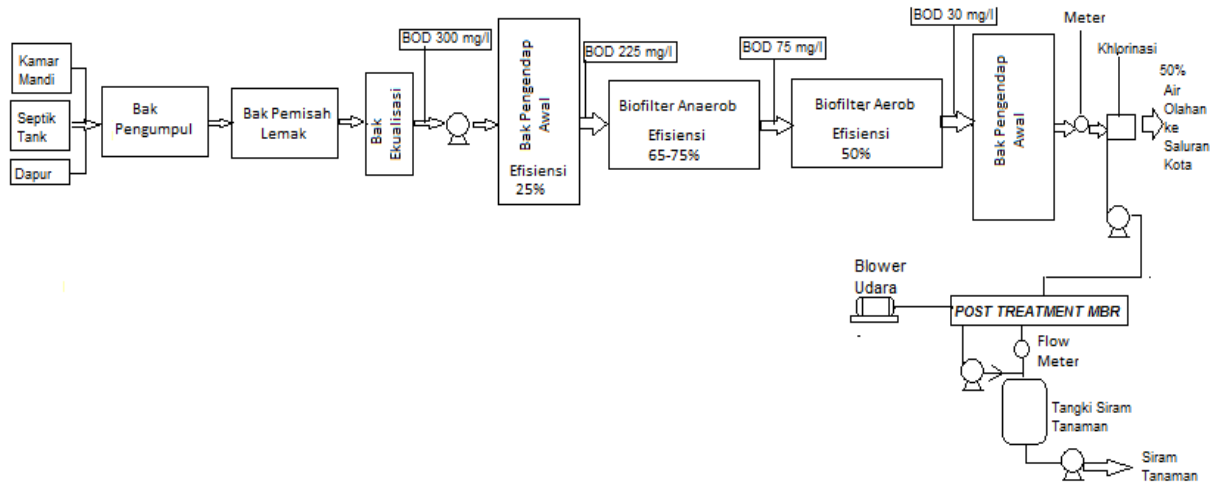 Kamar
Mandi
Septik
Tank
Dapur
Bak
Pengumpul
Bak Pemisah
Lemak
Bak
Ekualisasi
BOD 300 mg/l
Bak Pengendap
Awal
Efisiensi
25%
BOD 225 mg/l
Biofilter Anaerob
Efisiensi
65-75%
BOD 75 mg/l
Biofilter Aerob
Efisiensi
50%
BOD 30 mg/l
Bak Pengendap
Awal
Meter
Khlorinasi
50%
Air
Olahan
ke
Saluran
Kota
Blower
Udara
POST TREATMENT MBR
Flow
Meter
Tangki Siram
Tanaman
Siram
Tanaman